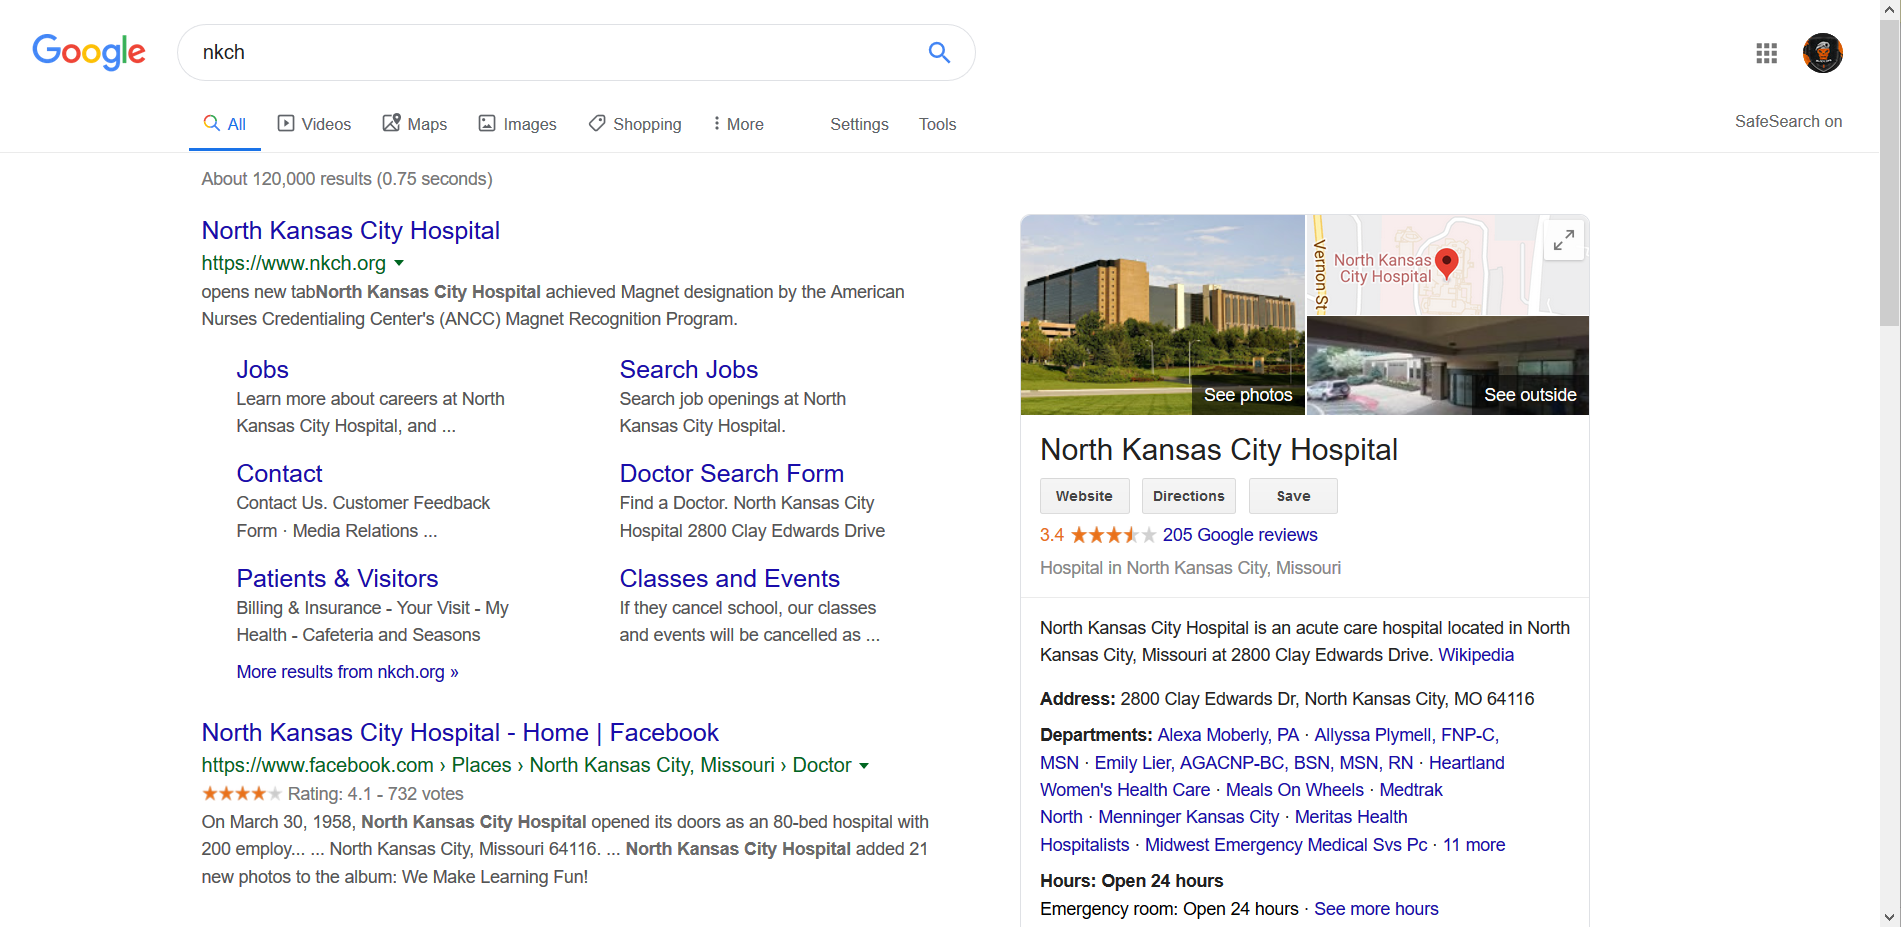 Google
nkch
All
Videos
Maps
Images
Shopping
More
Settings
Tools
SafeSearch on
About 120,000 results (0.75 seconds)
North Kansas City Hospital
https://www.nkch.org
opens new tabNorth Kansas City Hospital achieved Magnet designation by the American
Nurses Credentialing Center's (ANCC) Magnet Recognition Program.
Jobs
Learn more about careers at North
Kansas City Hospital, and ...
Search Jobs
Search job openings at North
Kansas City Hospital.
Contact
Contact Us. Customer Feedback
Form · Media Relations ...
Doctor Search Form
Find a Doctor. North Kansas City
Hospital 2800 Clay Edwards Drive
Patients & Visitors
Billing & Insurance - Your Visit - My
Health - Cafeteria and Seasons
Classes and Events
If they cancel school, our classes
and events will be cancelled as ...
More results from nkch.org »
North Kansas City Hospital - Home | Facebook
https://www.facebook.com › Places › North Kansas City, Missouri › Doctor
Rating: 4.1 - 732 votes
On March 30, 1958, North Kansas City Hospital opened its doors as an 80-bed hospital with
200 employ... ... North Kansas City, Missouri 64116. ... North Kansas City Hospital added 21
new photos to the album: We Make Learning Fun!
See photos
Vernon St
North Kansas
City Hospital
See outside
North Kansas City Hospital
Website
Directions
Save
3.4 205 Google reviews
Hospital in North Kansas City, Missouri
North Kansas City Hospital is an acute care hospital located in North
Kansas City, Missouri at 2800 Clay Edwards Drive. Wikipedia
Address: 2800 Clay Edwards Dr, North Kansas City, MO 64116
Departments: Alexa Moberly, PA · Allyssa Plymell, FNP-C,
MSN · Emily Lier, AGACNP-BC, BSN, MSN, RN · Heartland
Women's Health Care · Meals On Wheels · Medtrak
North · Menninger Kansas City · Meritas Health
Hospitalists · Midwest Emergency Medical Svs Pc · 11 more
Hours: Open 24 hours
Emergency room: Open 24 hours · See more hours